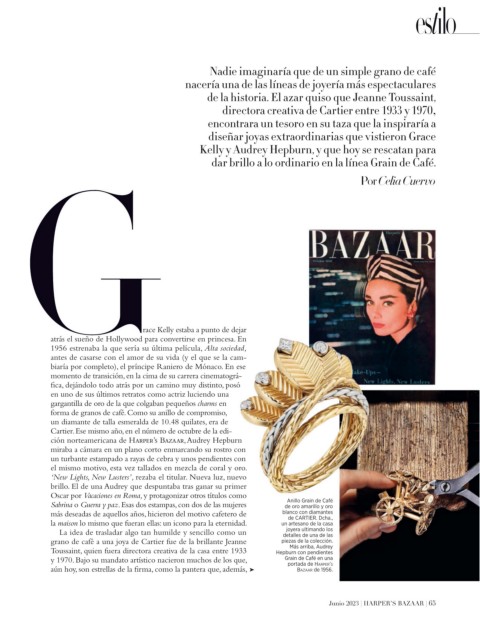 estilo
Nadie imaginaría que de un simple grano de café
nacería una de las líneas de joyería más espectaculares
de la historia. El azar quiso que Jeanne Toussaint,
directora creativa de Cartier entre 1933 y 1970,
encontrara un tesoro en su taza que la inspiraría a
diseñar joyas extraordinarias que vistieron Grace
Kelly y Audrey Hepburn, y que hoy se rescatan para
dar brillo a lo ordinario en la línea Grain de Café.
Por Celia Cuervo
G
race Kelly estaba a punto de dejar
atrás el sueño de Hollywood para convertirse en princesa. En
1956 estrenaba la que sería su última película, Alta sociedad,
antes de casarse con el amor de su vida (y el que se la cam-
biaría por completo), el príncipe Raniero de Mónaco. En ese
momento de transición, en la cima de su carrera cinematográ-
fica, dejándolo todo atrás por un camino muy distinto, posó
en uno de sus últimos retratos como actriz luciendo una
gargantilla de oro de la que colgaban pequeños charms en
forma de granos de café. Como su anillo de compromiso,
un diamante de talla esmeralda de 10.48 quilates, era de
Cartier. Ese mismo año, en el número de octubre de la edi-
ción norteamericana de HARPER'S BAZAAR, Audrey Hepburn
miraba a cámara en un plano corto enmarcando su rostro con
un turbante estampado a rayas de cebra y unos pendientes con
el mismo motivo, esta vez tallados en mezcla de coral y oro.
'New Lights, New Lusters', rezaba el titular. Nueva luz, nuevo
brillo. El de una Audrey que despuntaba tras ganar su primer
Oscar por Vacaciones en Roma, y protagonizar otros títulos como
Sabrina o Guerra y paz. Esas dos estampas, con dos de las mujeres
más deseadas de aquellos años, hicieron del motivo cafetero de
la maison lo mismo que fueran ellas: un icono para la eternidad.
La idea de trasladar algo tan humilde y sencillo como un
grano de café a una joya de Cartier fue de la brillante Jeanne
Toussaint, quien fuera directora creativa de la casa entre 1933
y 1970. Bajo su mandato artístico nacieron muchos de los que,
aún hoy, son estrellas de la firma, como la pantera que, además, ►
BAZAAR
New Lights, New Lusters
Anillo Grain de Café
de oro amarillo y oro
blanco con diamantes
de CARTIER. Dcha.,
un artesano de la casa
joyera ultimando los
detalles de una de las
piezas de la colección.
Más arriba, Audrey
Hepburn con pendientes
Grain de Café en una
portada de HARPER'S
BAZAAR de 1956.
Junio 2023 | HARPER'S BAZAAR | 65